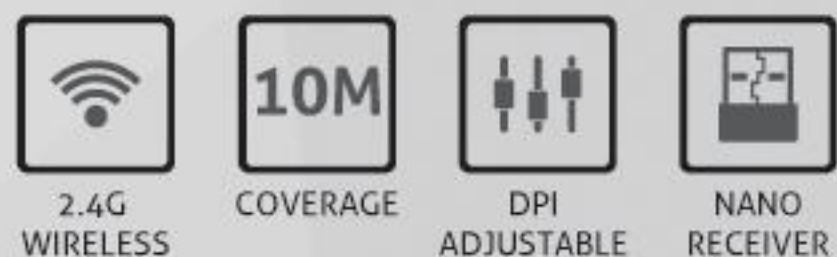 10M
2.4G
WIRELESS
COVERAGE
DPI
ADJUSTABLE
NANO
RECEIVER